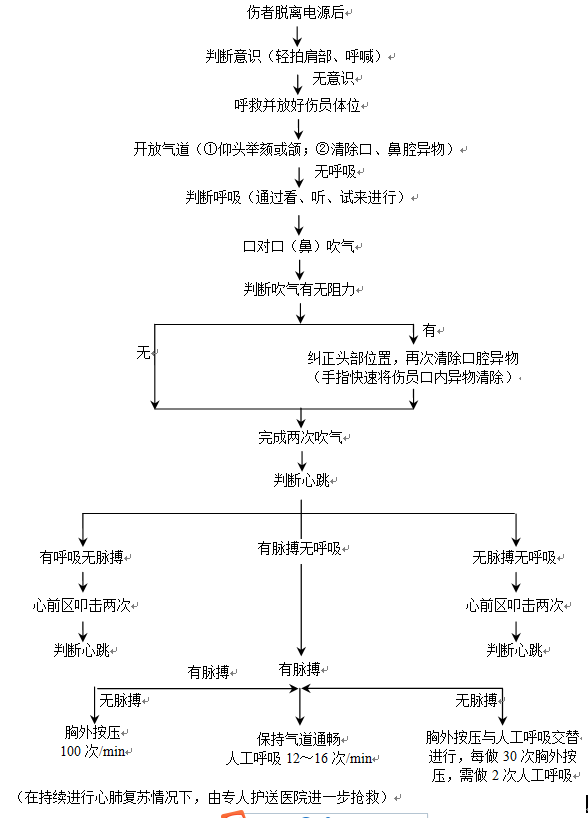 伤者脱离电源后
判断意识（轻拍肩部、呼喊）
无意识
呼救并放好伤员体位
开放气道（①仰头举颏或颌；②清除口、鼻腔异物）
无呼吸
判断呼吸（通过看、听、试来进行）
口对口（鼻）吹气
判断吹气有无阻力
有
无
纠正头部位置，再次清除口腔异物
（手指快速将伤员口内异物清除）
完成两次吹气
判断心跳
有呼吸无脉搏
有脉搏无呼吸
无脉搏无呼吸
心前区叩击两次
心前区叩击两次
判断心跳
判断心跳
有脉搏
有脉搏
无脉搏
无脉搏
胸外按压
100 次/min
保持气道通畅
人工呼吸 12～16 次/min
胸外按压与人工呼吸交替
进行，每做 30 次胸外按
压，需做 2 次人工呼吸
（在持续进行心肺复苏情况下，由专人护送医院进一步抢救）